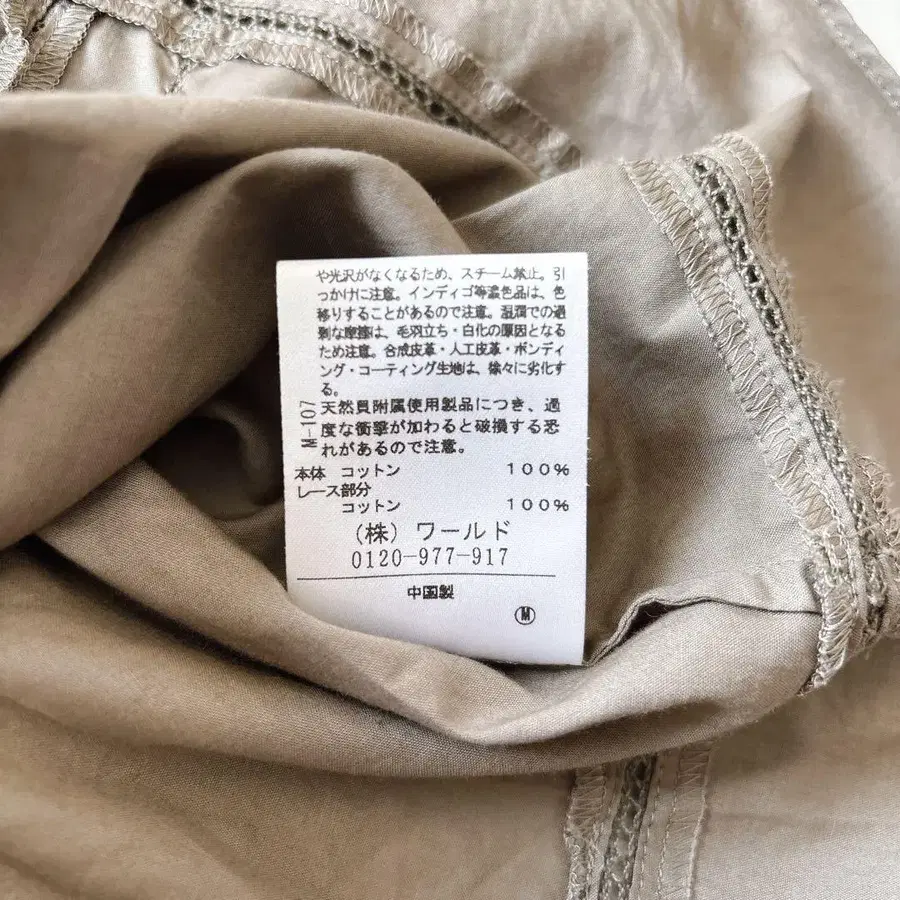 や光沢がなくなるため、スチーム禁止。引
っかけに注意。インディゴ等濃色品は、色
移りすることがあるので注意。湿潤での過
剰な摩擦は、毛羽立ち・白化の原因となる
ため注意。合成皮革・人工皮革・ボンディ
ング・コーティング生地は、徐々に劣化す
る。
M-107
天然貝附属使用製品につき、過
度な衝撃が加わると破損する恐
れがあるので注意。
本体 コットン 100%
レース部分
コットン 100%
(株) ワールド
0120-977-917
中国製
Ⓜ